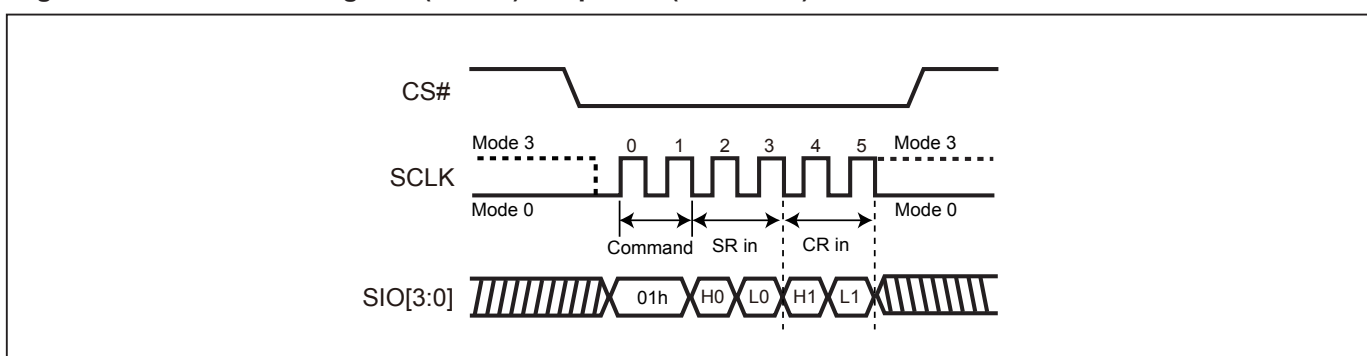 CS#
Mode 3 0 1 2 3 4 5 Mode 3
SCLK
Mode 0 Mode 0
Command SR in CR in
SIO[3:0] 01h H0 L0 H1 L1